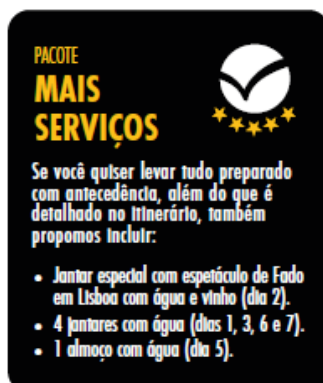 PACOTE
MAIS
SERVIÇOS
Se você quiser levar tudo preparado
com antecedência, além do que é
detalhado no itinerário, também
propomos incluir:
• Jantar especial com espetáculo de Fado
em Lisboa com água e vinho (dia 2).
• 4 jantares com água (dias 1, 3, 6 e 7).
• 1 almoço com água (dia 5).